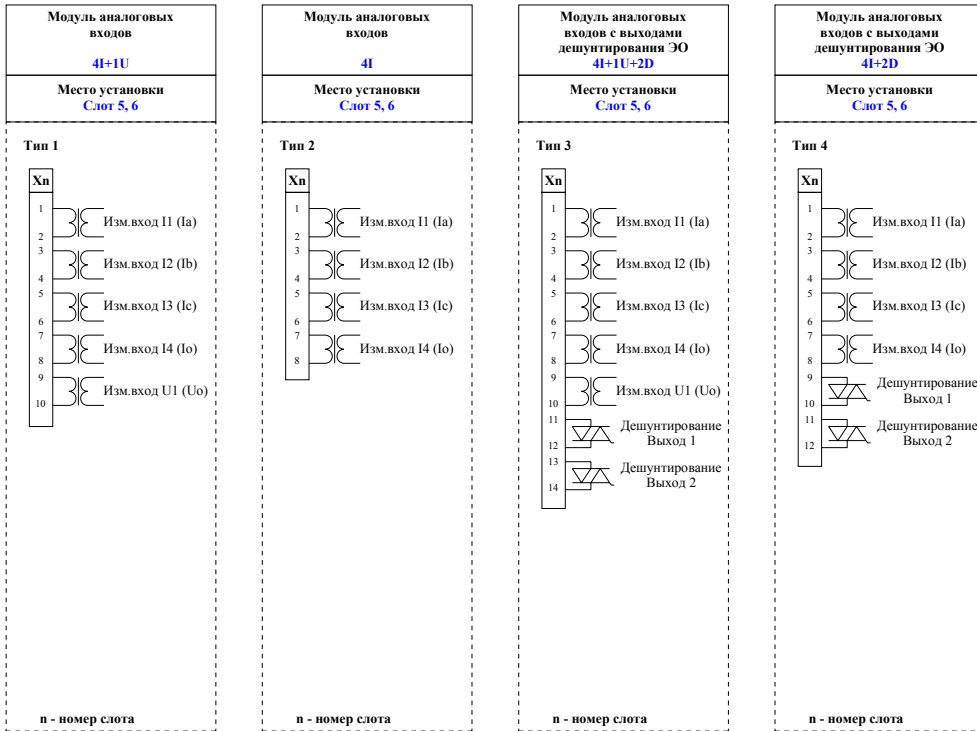 Модуль аналоговых
входов
4I+1U
Место установки
Слот 5, 6
Тип 1
Xn
1
Изм.вход I1 (Ia)
2
3
Изм.вход I2 (Ib)
4
5
Изм.вход I3 (Ic)
6
7
Изм.вход I4 (Io)
8
9
Изм.вход U1 (Uo)
10
n - номер слота
Модуль аналоговых
входов
4I
Место установки
Слот 5, 6
Тип 2
Xn
1
Изм.вход I1 (Ia)
2
3
Изм.вход I2 (Ib)
4
5
Изм.вход I3 (Ic)
6
7
Изм.вход I4 (Io)
8
n - номер слота
Модуль аналоговых
входов с выходами
дешунтирования ЭО
4I+1U+2D
Место установки
Слот 5, 6
Тип 3
Xn
1
Изм.вход I1 (Ia)
2
3
Изм.вход I2 (Ib)
4
5
Изм.вход I3 (Ic)
6
7
Изм.вход I4 (Io)
8
9
Изм.вход U1 (Uo)
10
11
Дешунтирование
Выход 1
12
13
Дешунтирование
Выход 2
14
n - номер слота
Модуль аналоговых
входов с выходами
дешунтирования ЭО
4I+2D
Место установки
Слот 5, 6
Тип 4
Xn
1
Изм.вход I1 (Ia)
2
3
Изм.вход I2 (Ib)
4
5
Изм.вход I3 (Ic)
6
7
Изм.вход I4 (Io)
8
9
Дешунтирование
Выход 1
10
11
Дешунтирование
Выход 2
12
n - номер слота